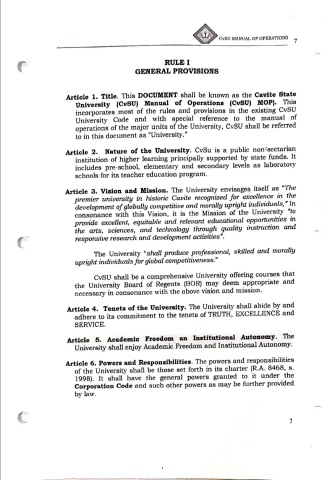 CvSU MANUAL OF OPERATIONS 7
RULE I
GENERAL PROVISIONS
Article 1. Title. This DOCUMENT shall be known as the Cavite State
University (CvSU) Manual of Operations (CvSU) MOP). This
incorporates most of the rules and provisions in the existing CvSU
University Code and with special reference to the manual of
operations of the major units of the University, CvSU shall be referred
to in this document as "University."
Article 2. Nature of the University. CvSu is a public non-sectarian
institution of higher learning principally supported by state funds. It
includes pre-school, elementary and secondary levels as laboratory
schools for its teacher education program.
Article 3. Vision and Mission. The University envisages itself as "The
premier university in historic Cavite recognized for excellence in the
development of globally competitive and morally upright individuals," In
consonance with this Vision, it is the Mission of the University "to
provide excellent, equitable and relevant educational opportunities in
the arts, sciences, and technology through quality instruction and
responsive research and development activities".
The University "shall produce professional, skilled and morally
upright individuals for global competitiveness."
CvSU shall be a comprehensive University offering courses that
the University Board of Regents (BOR) may deem appropriate and
necessary in consonance with the above vision and mission.
Article 4. Tenets of the University. The University shall abide by and
adhere to its commitment to the tenets of TRUTH, EXCELLENCE and
SERVICE.
Article 5. Academic Freedom an Institutional Autonomy. The
University shall enjoy Academic Freedom and Institutional Autonomy.
Article 6. Powers and Responsibilities. The powers and responsibilities
of the University shall be those set forth in its charter (R.A. 8468, s.
1998). It shall have the general powers granted to it under the
Corporation Code and such other powers as may be further provided
by law.
7